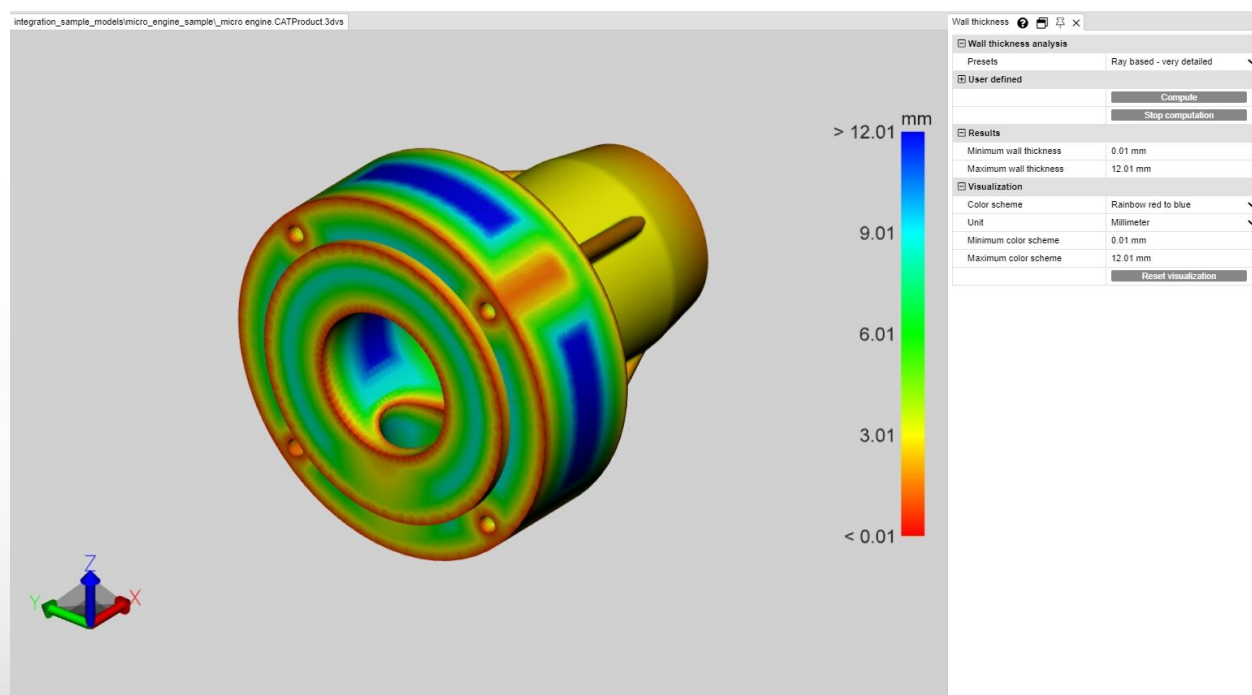 integration_sample_models\micro_engine_sample\_micro engine.CATProduct.3dvs
mm
> 12.01
9.01
6.01
3.01
< 0.01
Z
Y
X
Wall thickness
Wall thickness analysis
Presets Ray based - very detailed
User defined
Compute
Stop computation
Results
Minimum wall thickness 0.01 mm
Maximum wall thickness 12.01 mm
Visualization
Color scheme Rainbow red to blue
Unit Millimeter
Minimum color scheme 0.01 mm
Maximum color scheme 12.01 mm
Reset visualization